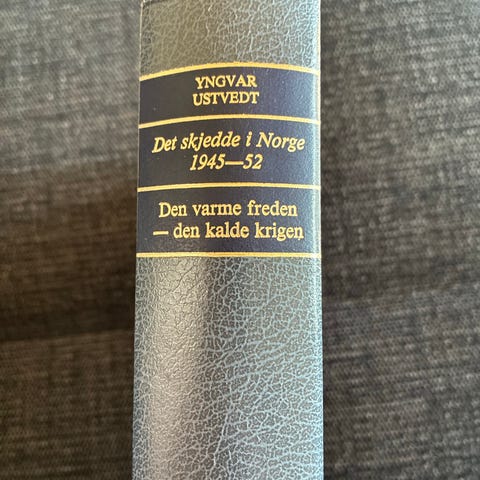 YNGVAR
USTVEDT
Det skjedde i Norge
1945—52
Den varme freden
— den kalde krigen